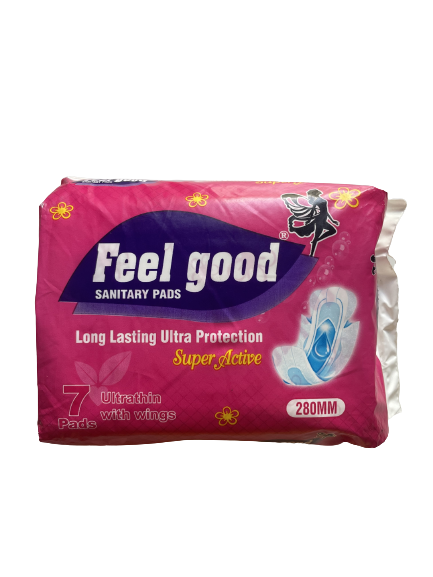 Feel good
®
SANITARY PADS
Long Lasting Ultra Protection
Super Active
7
Pads
Ultrathin
with wings
280MM